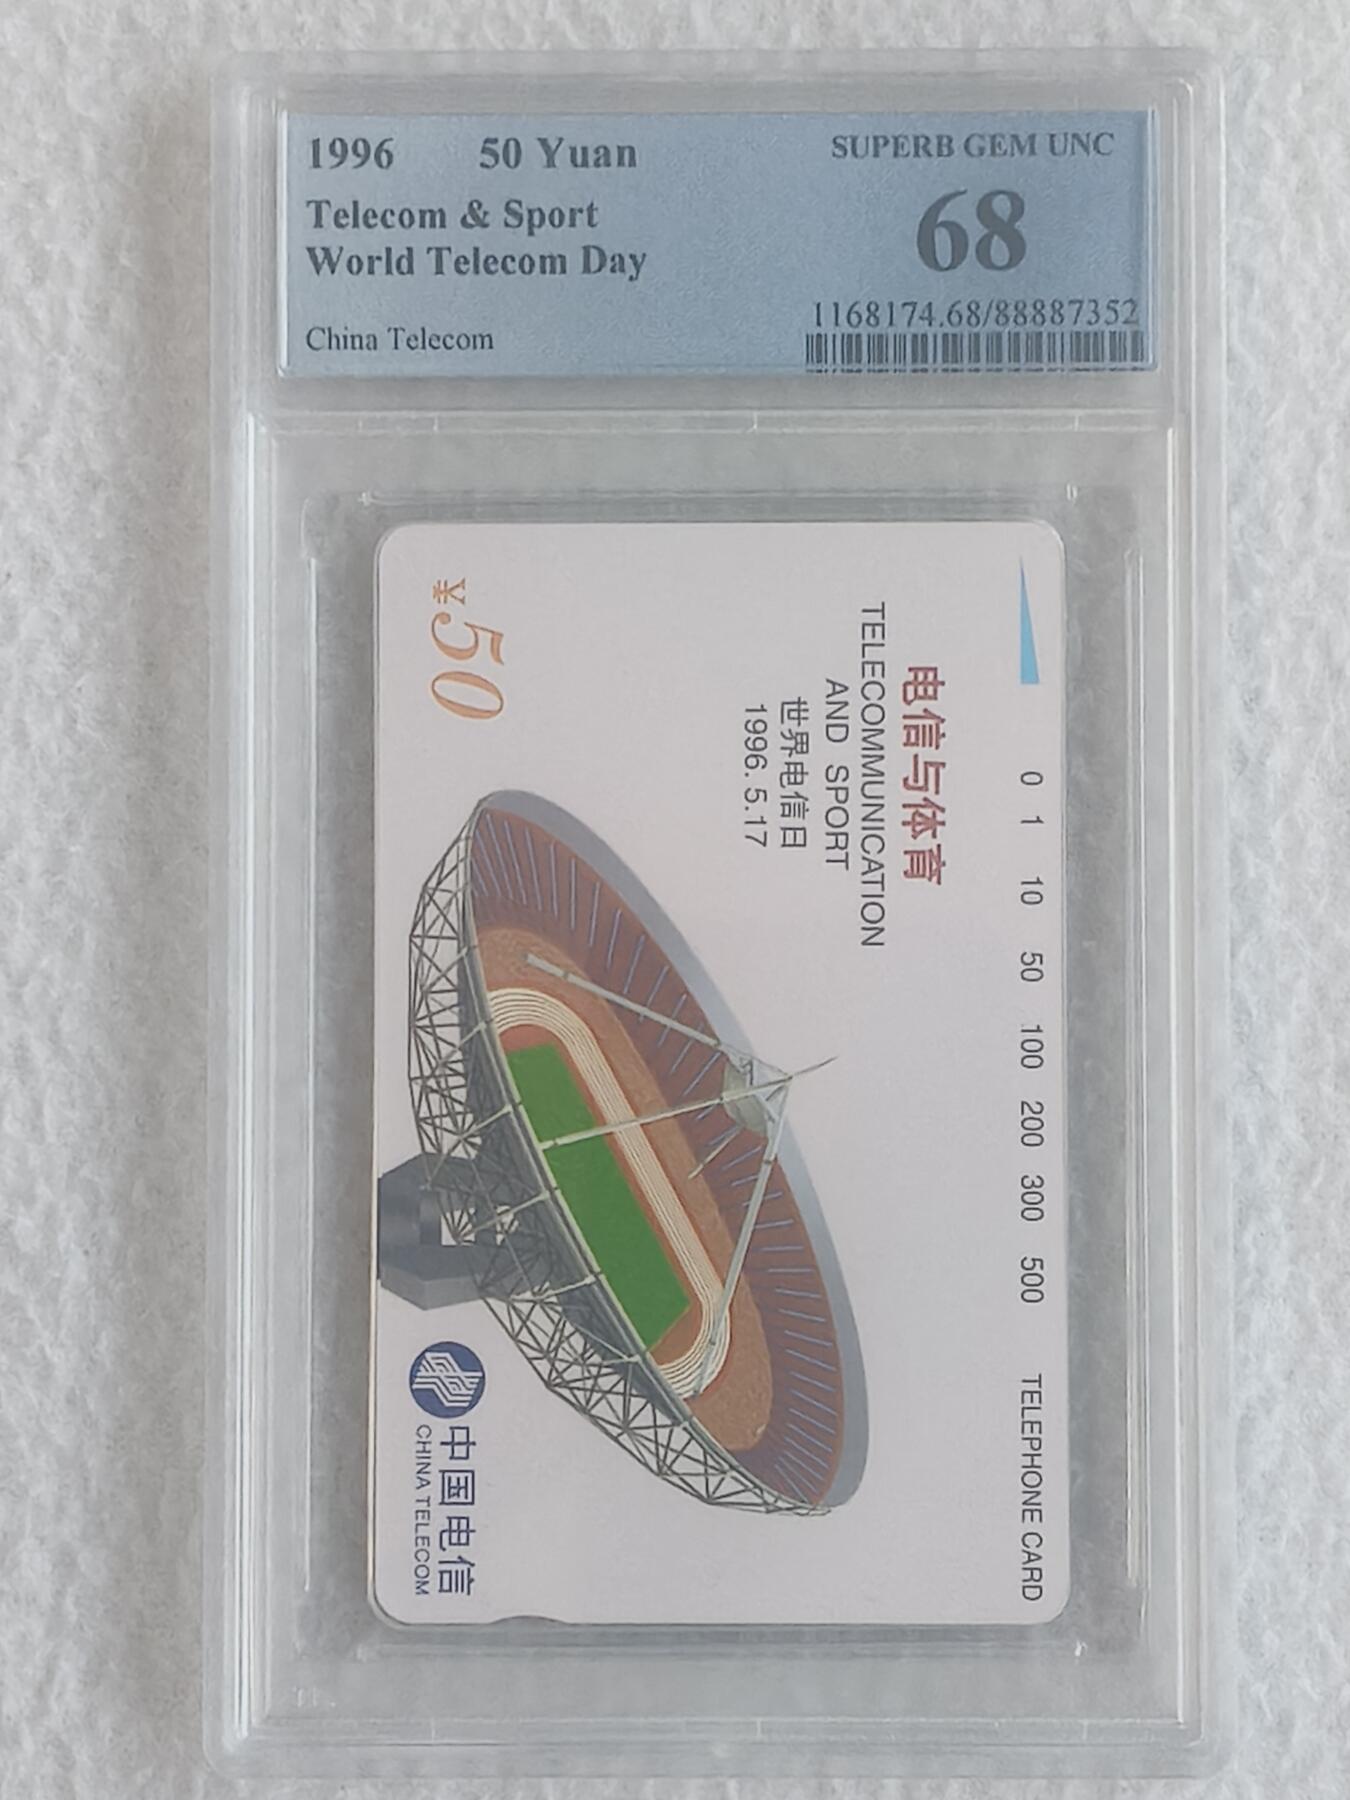 1996 50 Yuan
Telecom & Sport
World Telecom Day
China Telecom
SUPERB GEM UNC
68
1168174.68/88887352
0 1 10 50 100 200 300 500 TELEPHONE CARD
电信与体育
TELECOMMUNICATION
AND SPORT
世界电信日
1996.5.17
¥50
中国电信
CHINA TELECOM